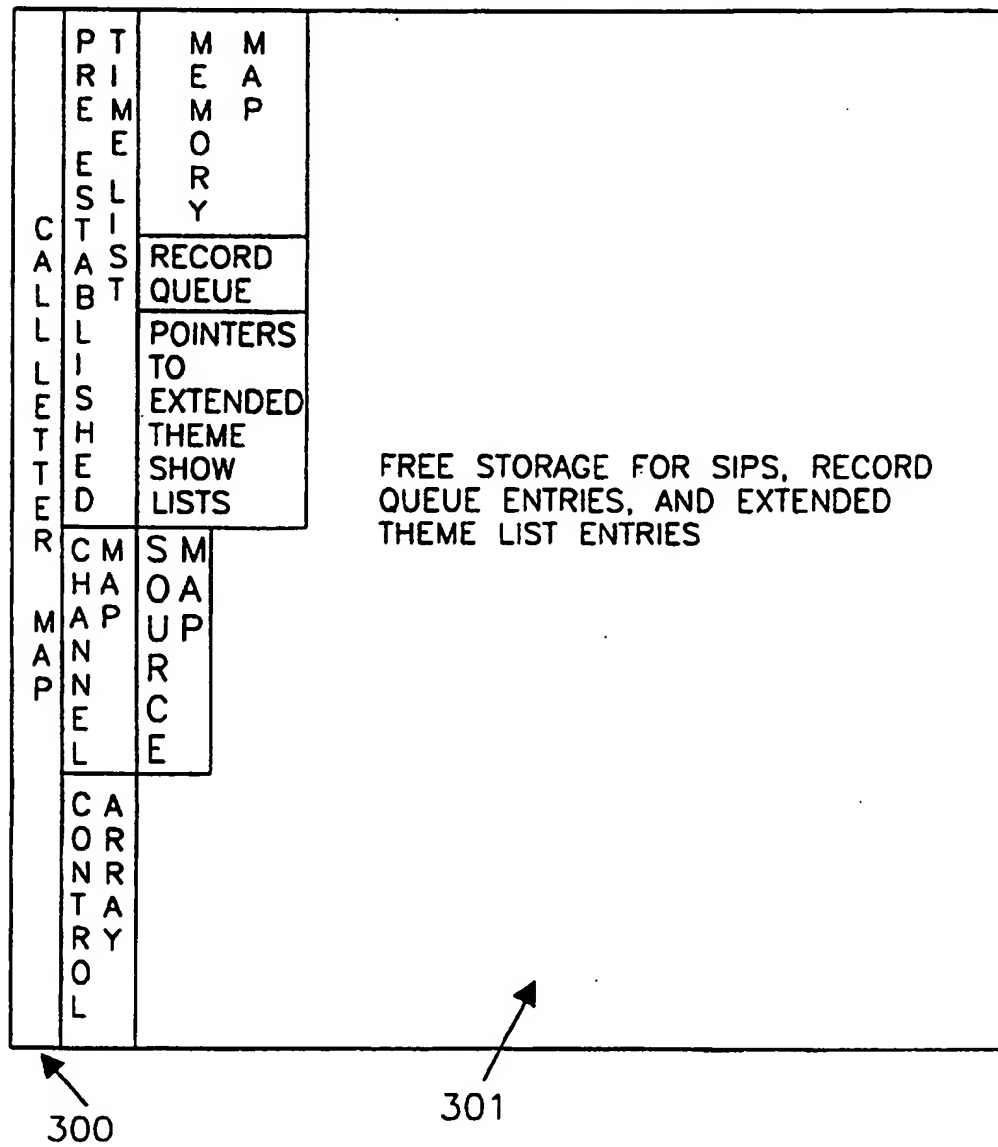 CALL LETTER MAP
PRE ESTABLISHED
TIME LIST
MEMORY
MAP
RECORD
QUEUE
POINTERS
TO
EXTENDED
THEME
SHOW
LISTS
CHANNEL
MAP
SOURCE
MAP
CONTROL
ARRAY
FREE STORAGE FOR SIPS, RECORD
QUEUE ENTRIES, AND EXTENDED
THEME LIST ENTRIES
300
301